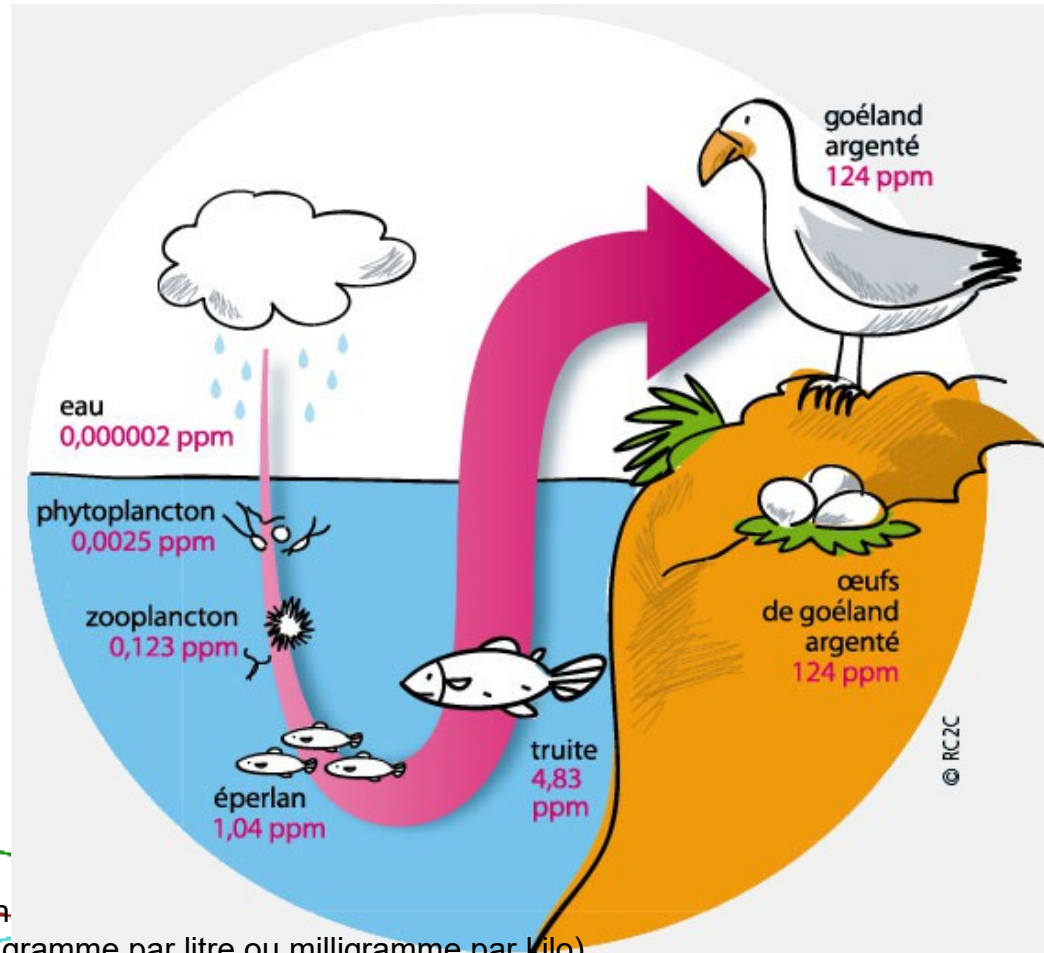 goéland
argenté
124 ppm
eau
0,000002 ppm
phytoplancton
0,0025 ppm
zooplancton
0,123 ppm
éperlan
1,04 ppm
truite
4,83
ppm
œufs
de goéland
argenté
124 ppm
© RC2C
gramme par litre ou milligramme par kilo)